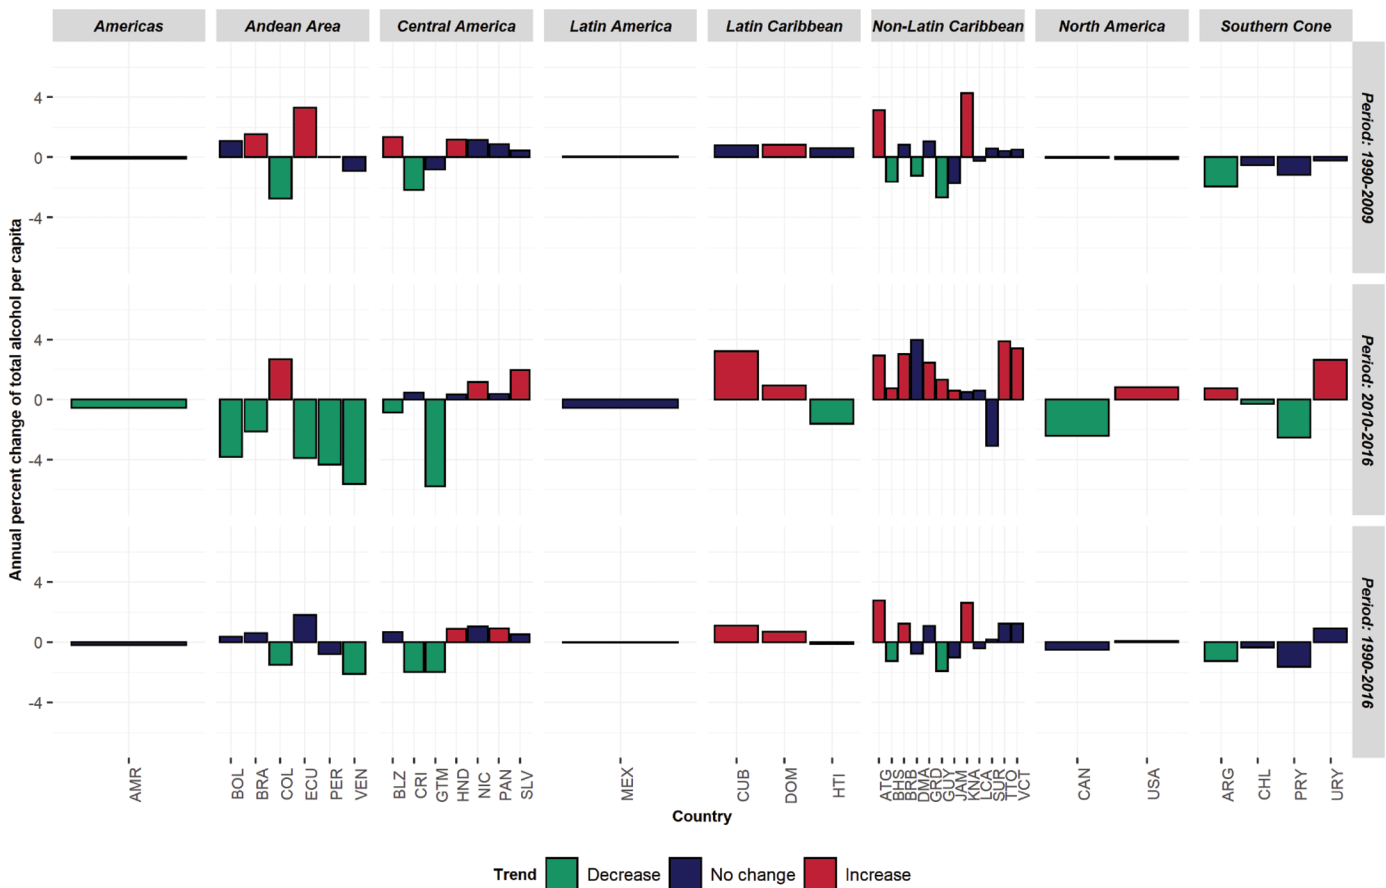 Americas
Andean Area
Central America
Latin America
Latin Caribbean
Non-Latin Caribbean
North America
Southern Cone
Annual percent change of total alcohol per capita
4
0
-4
Period: 1990-2009
4
0
-4
Period: 2010-2016
4
0
-4
Period: 1990-2016
AMR
BOL
BRA
COL
ECU
PER
VEN
BLZ
CRI
GTM
HND
NIC
PAN
SLV
MEX
CUB
DOM
HTI
ATG
BHS
BRB
DMA
GRD
GUY
JAM
KNA
LCA
SUR
TTO
VCT
CAN
USA
ARG
CHL
PRY
URY
Country
Trend Decrease No change Increase